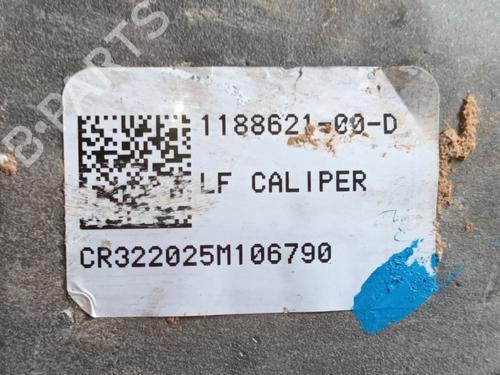 B-PARTS
1188621-00-D
LF CALIPER
CR322025M106790